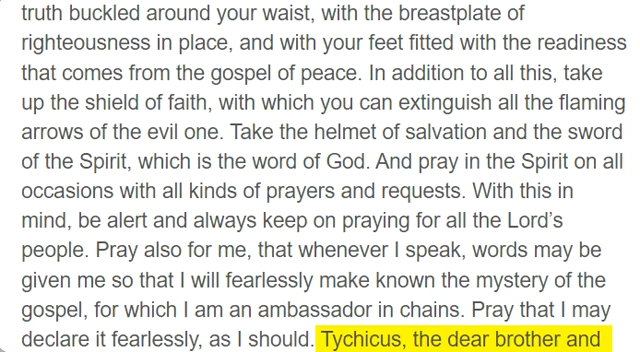 truth buckled around your waist, with the breastplate of
righteousness in place, and with your feet fitted with the readiness
that comes from the gospel of peace. In addition to all this, take
up the shield of faith, with which you can extinguish all the flaming
arrows of the evil one. Take the helmet of salvation and the sword
of the Spirit, which is the word of God. And pray in the Spirit on all
occasions with all kinds of prayers and requests. With this in
mind, be alert and always keep on praying for all the Lord’s
people. Pray also for me, that whenever I speak, words may be
given me so that I will fearlessly make known the mystery of the
gospel, for which I am an ambassador in chains. Pray that I may
declare it fearlessly, as I should. Tychicus, the dear brother and